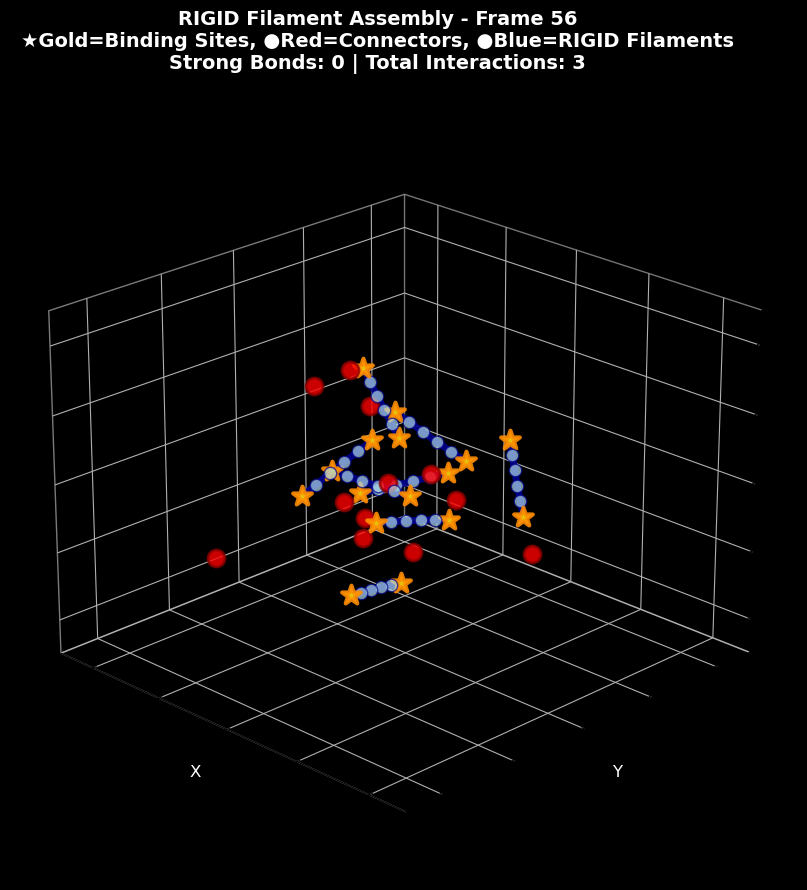 RIGID Filament Assembly - Frame 56
★Gold=Binding Sites, ●Red=Connectors, ●Blue=RIGID Filaments
Strong Bonds: 0 | Total Interactions: 3
X
Y